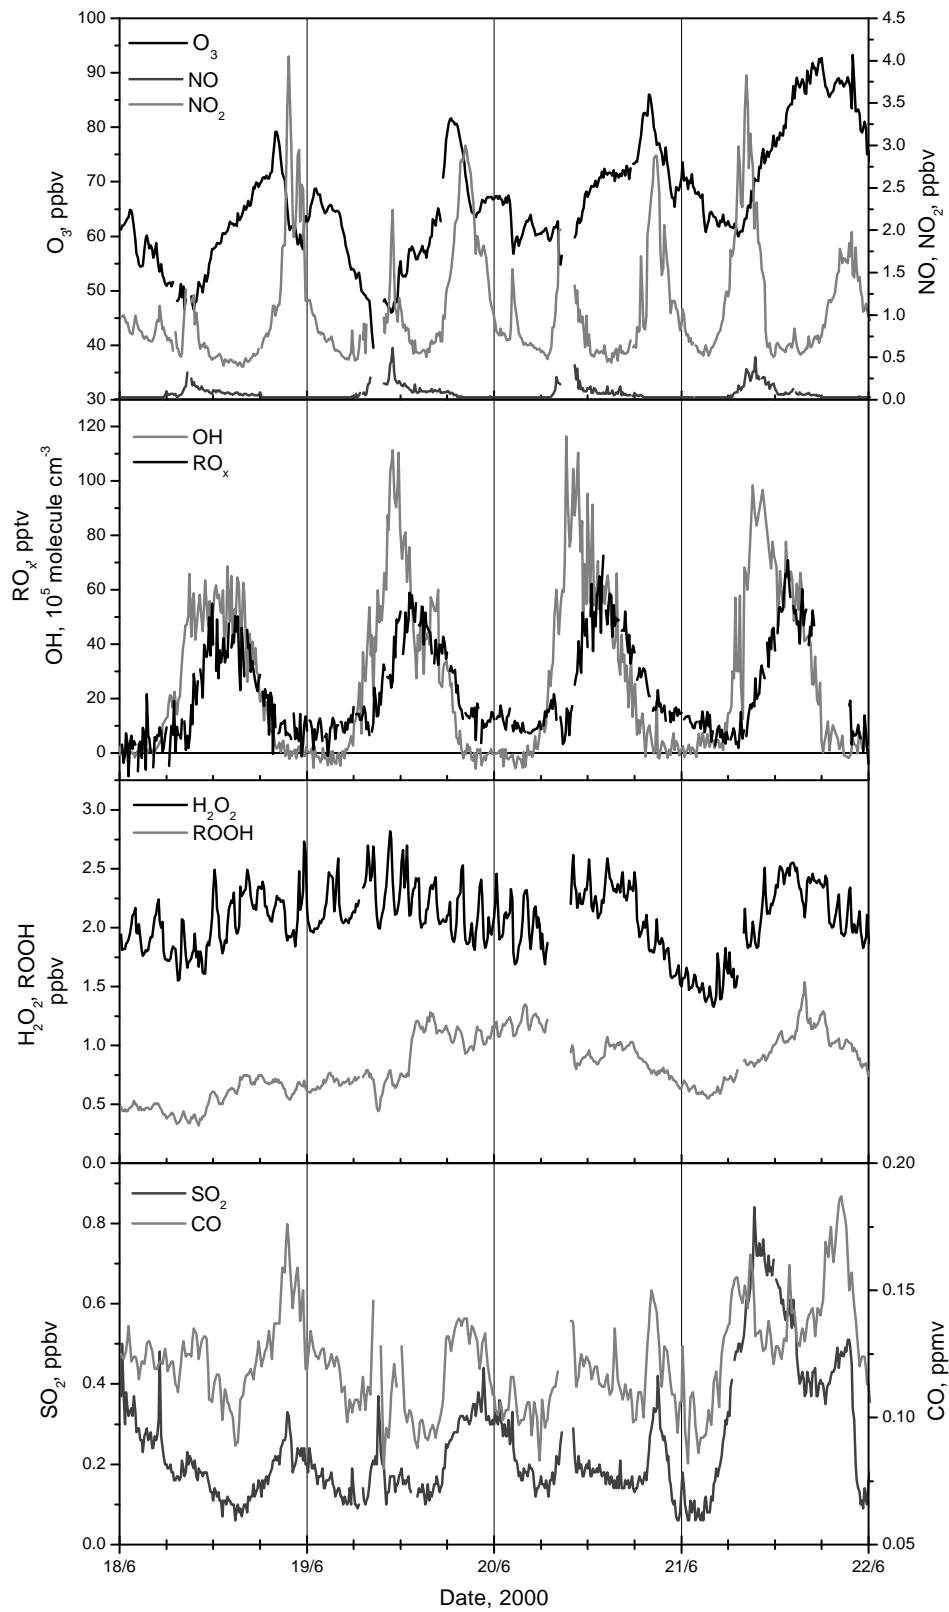 100
90
80
70
60
50
40
30
O₃, ppbv
O₃
NO
NO₂
4.5
4.0
3.5
3.0
2.5
2.0
1.5
1.0
0.5
0.0
NO, NO₂, ppbv
120
100
80
60
40
20
0
ROₓ, pptv
OH, 10⁵ molecule cm⁻³
OH
ROₓ
3.0
2.5
2.0
1.5
1.0
0.5
0.0
H₂O₂, ROOH
ppbv
H₂O₂
ROOH
0.8
0.6
0.4
0.2
0.0
SO₂, ppbv
SO₂
CO
0.20
0.15
0.10
0.05
CO, ppmv
18/6 19/6 20/6 21/6 22/6
Date, 2000